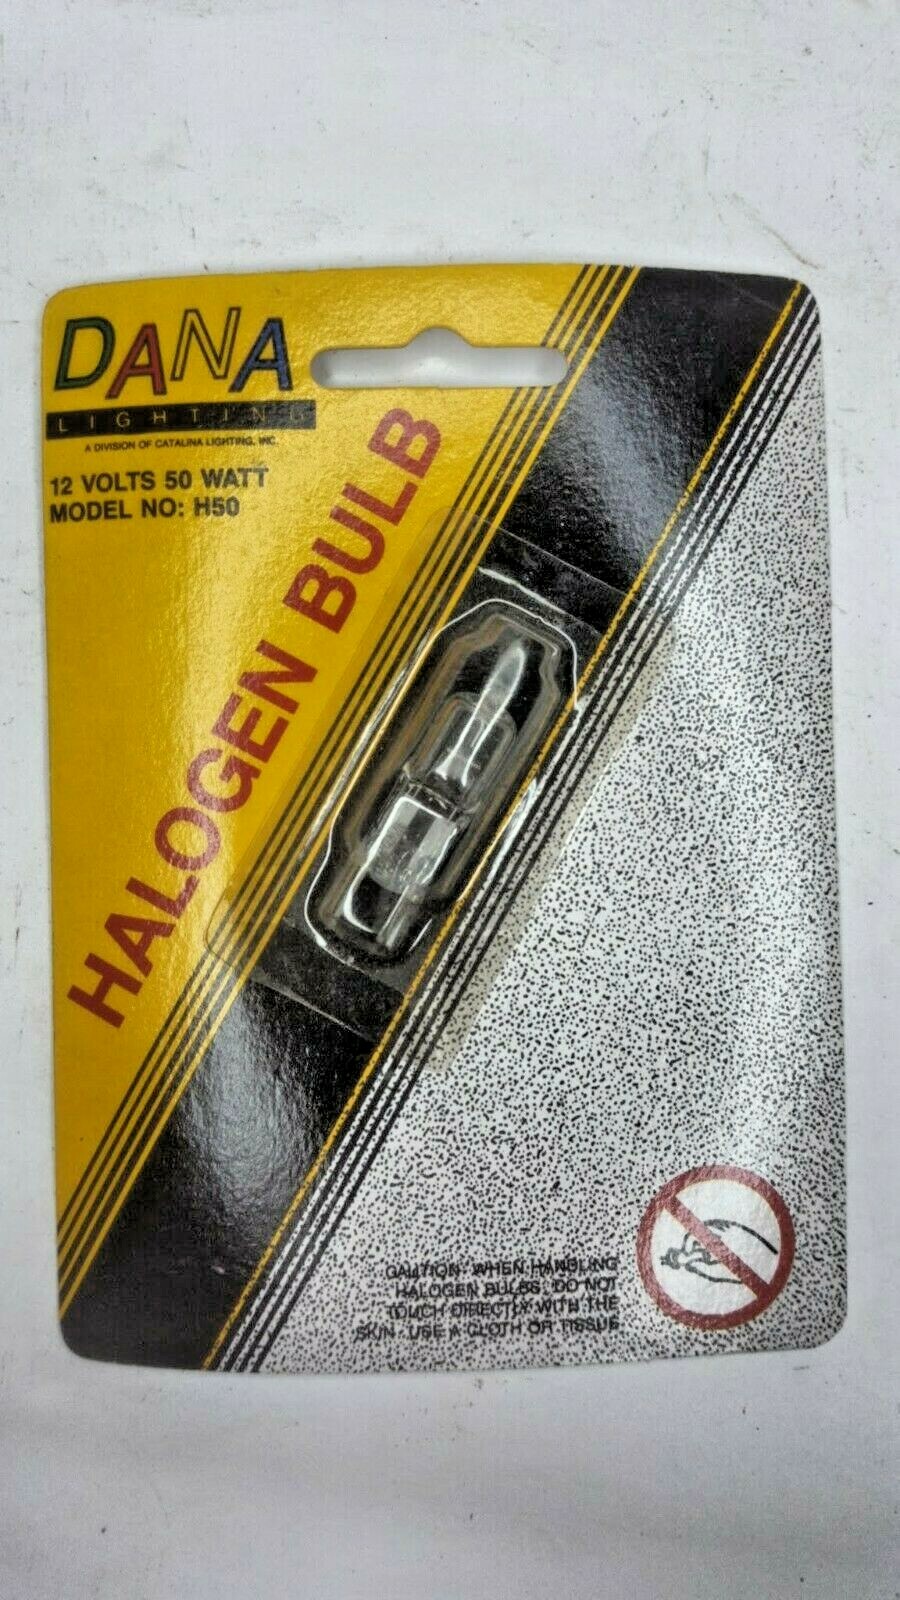 DANA
LIGHTING
A DIVISION OF CATALINA LIGHTING, INC.
12 VOLTS 50 WATT
MODEL NO: H50
HALOGEN BULB
CAUTION: WHEN HANDLING
HALOGEN BULBS, DO NOT
TOUCH DIRECTLY WITH THE
SKIN. USE A CLOTH OR TISSUE